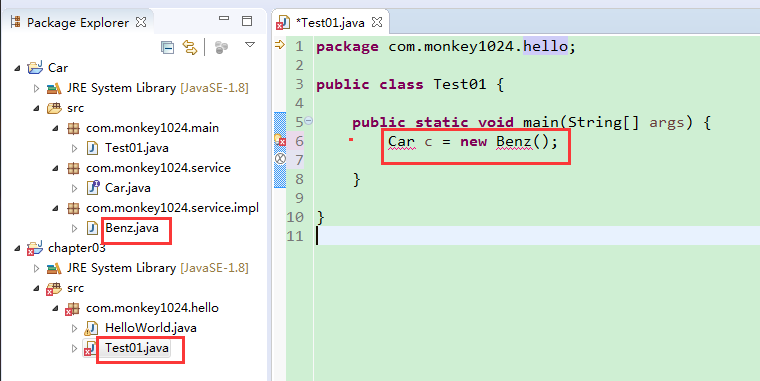 Package Explorer
Car
JRE System Library [JavaSE-1.8]
src
com.monkey1024.main
Test01.java
com.monkey1024.service
Car.java
com.monkey1024.service.impl
Benz.java
chapter03
JRE System Library [JavaSE-1.8]
src
com.monkey1024.hello
HelloWorld.java
Test01.java
*Test01.java
1 package com.monkey1024.hello;
2
3 public class Test01 {
4
5 public static void main(String[] args) {
6 Car c = new Benz();
7
8 }
9
10 }
11